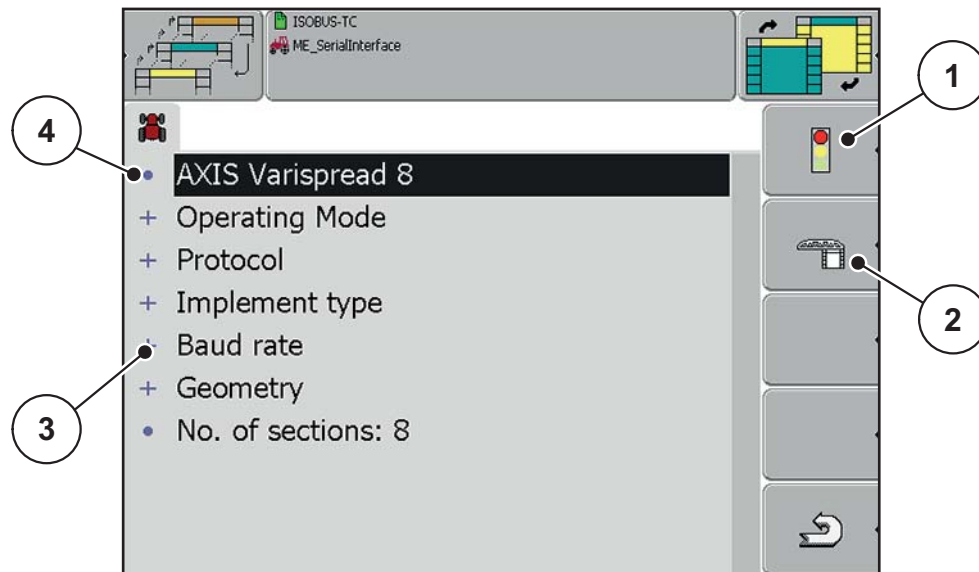 ISOBUS-TC
ME_SerialInterface
1
4
AXIS Varispread 8
+ Operating Mode
+ Protocol
+ Implement type
2
+ Baud rate
+ Geometry
3
No. of sections: 8